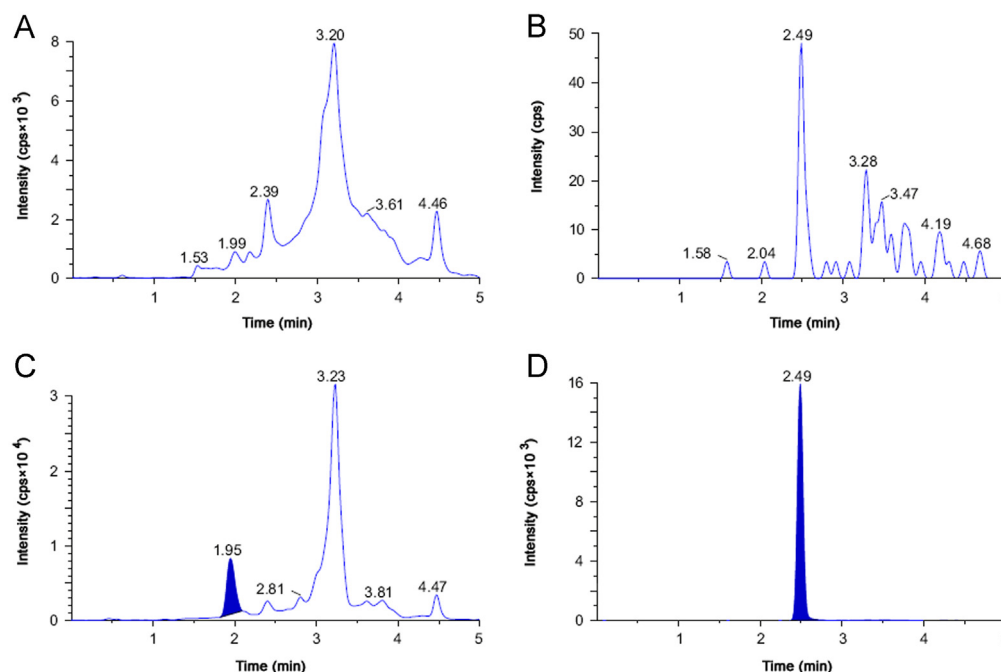 A
Intensity (cps×10 3)
8
6
4
2
0
1.53
1.99
2.39
3.20
3.61
4.46
1 2 3 4 5
Time (min)
B
Intensity (cps)
50
40
30
20
10
0
1.58
2.04
2.49
3.28
3.47
4.19
4.68
1 2 3 4
Time (min)
C
Intensity (cps×10 4)
3
2
1
0
1.95
2.81
3.23
3.81
4.47
1 2 3 4 5
Time (min)
D
Intensity (cps×10 3)
16
12
8
4
0
2.49
1 2 3 4
Time (min)